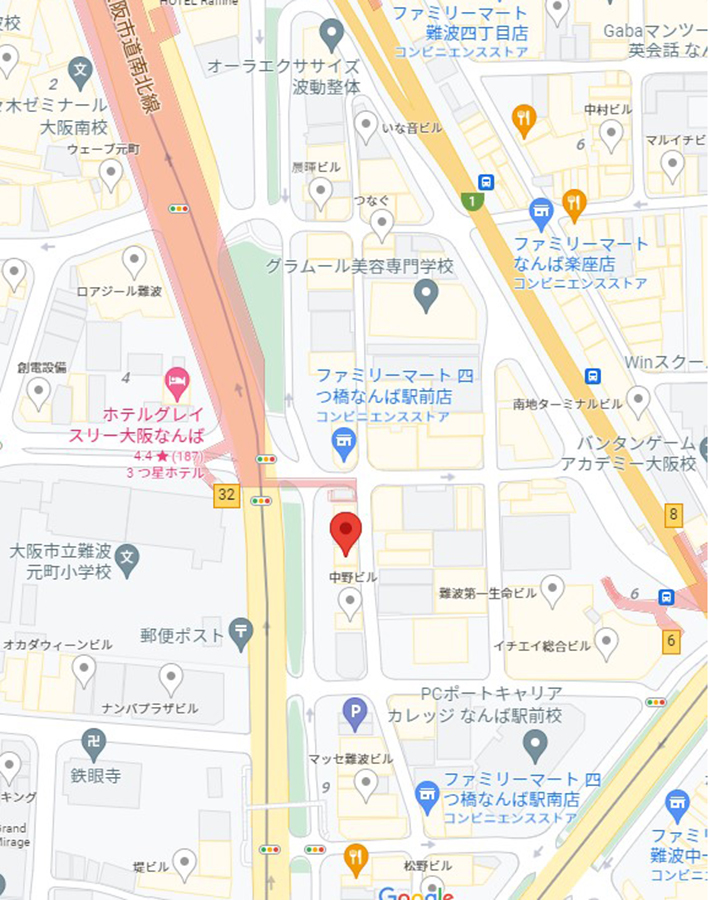 HOTEL Raffine
大阪市道南北線
校
ファミリーマート
難波四丁目店
コンビニエンスストア
Gabaマンツー
英会話 なん
オーラエクササイズ
波動整体
2
々木ゼミナール
大阪南校
いな音ビル
中村ビル
6
マルイチビ
ウェーブ元町
晨暉ビル
つなぐ
1
ファミリーマート
なんば楽座店
コンビニエンスストア
グラムール美容専門学校
ロアジール難波
創電設備
4
ファミリーマート 四
つ橋なんば駅前店
コンビニエンスストア
Winスクー
南地ターミナルビル
ホテルグレイ
スリー大阪なんば
4.4★(187)
3 つ星ホテル
バンタンゲーム
アカデミー大阪校
32
8
大阪市立難波
元町小学校
中野ビル
難波第一生命ビル
6
6
郵便ポスト
イチエイ総合ビル
オカダウィーンビル
ナンバプラザビル
P
PCポートキャリア
カレッジ なんば駅前校
鉄眼寺
マッセ難波ビル
9
ファミリーマート 四
つ橋なんば駅南店
コンビニエンスストア
キング
Grand
Mirage
堤ビル
松野ビル
ファミリ
難波中一
コンビニ
Google